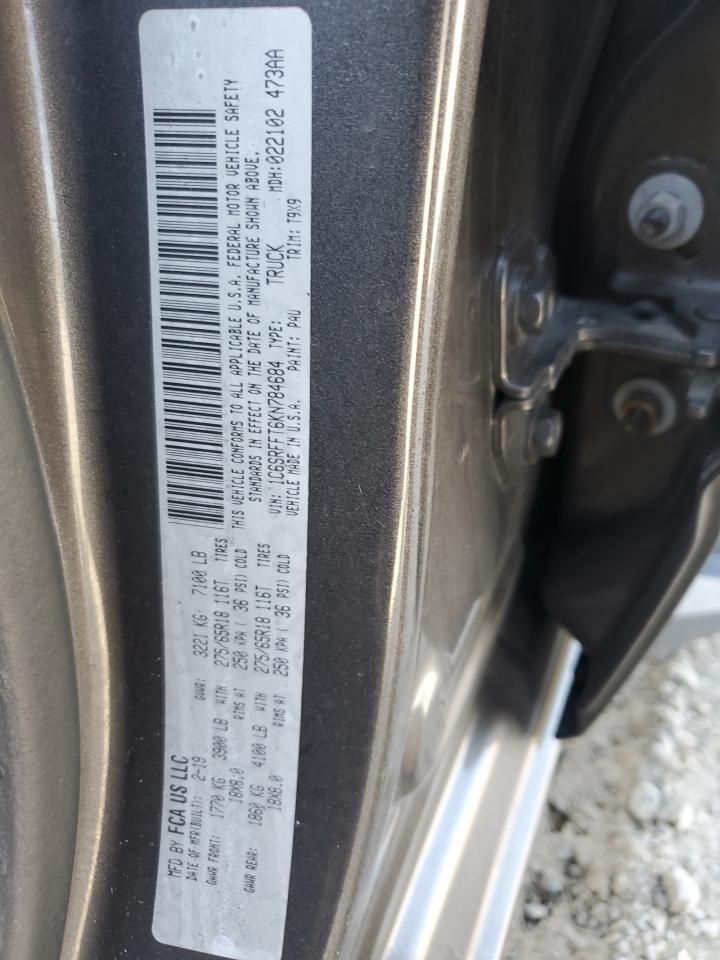 MFD BY FCA US LLC
DATE OF MFR(BUILT): 2-19 GVWR: 3221 KG 7100 LB
GAWR FRONT: 1770 KG 3900 LB WITH 275/65R18 116T TIRES
18X8.0 RIMS AT 250 KPA ( 36 PSI) COLD
GAWR REAR: 1860 KG 4100 LB WITH 275/65R18 116T TIRES
18X8.0 RIMS AT 250 KPA ( 36 PSI) COLD
THIS VEHICLE CONFORMS TO ALL APPLICABLE U.S.A. FEDERAL MOTOR VEHICLE SAFETY
STANDARDS IN EFFECT ON THE DATE OF MANUFACTURE SHOWN ABOVE.
VIN: 1C6SRFFT6KN784684 TYPE: TRUCK MDH:022102 473AA
VEHICLE MADE IN U.S.A. PAINT: PAU TRIM: T9X9